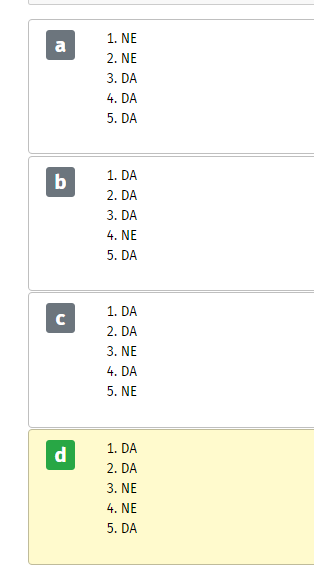 a
1. NE
2. NE
3. DA
4. DA
5. DA
b
1. DA
2. DA
3. DA
4. NE
5. DA
c
1. DA
2. DA
3. NE
4. DA
5. NE
d
1. DA
2. DA
3. NE
4. NE
5. DA